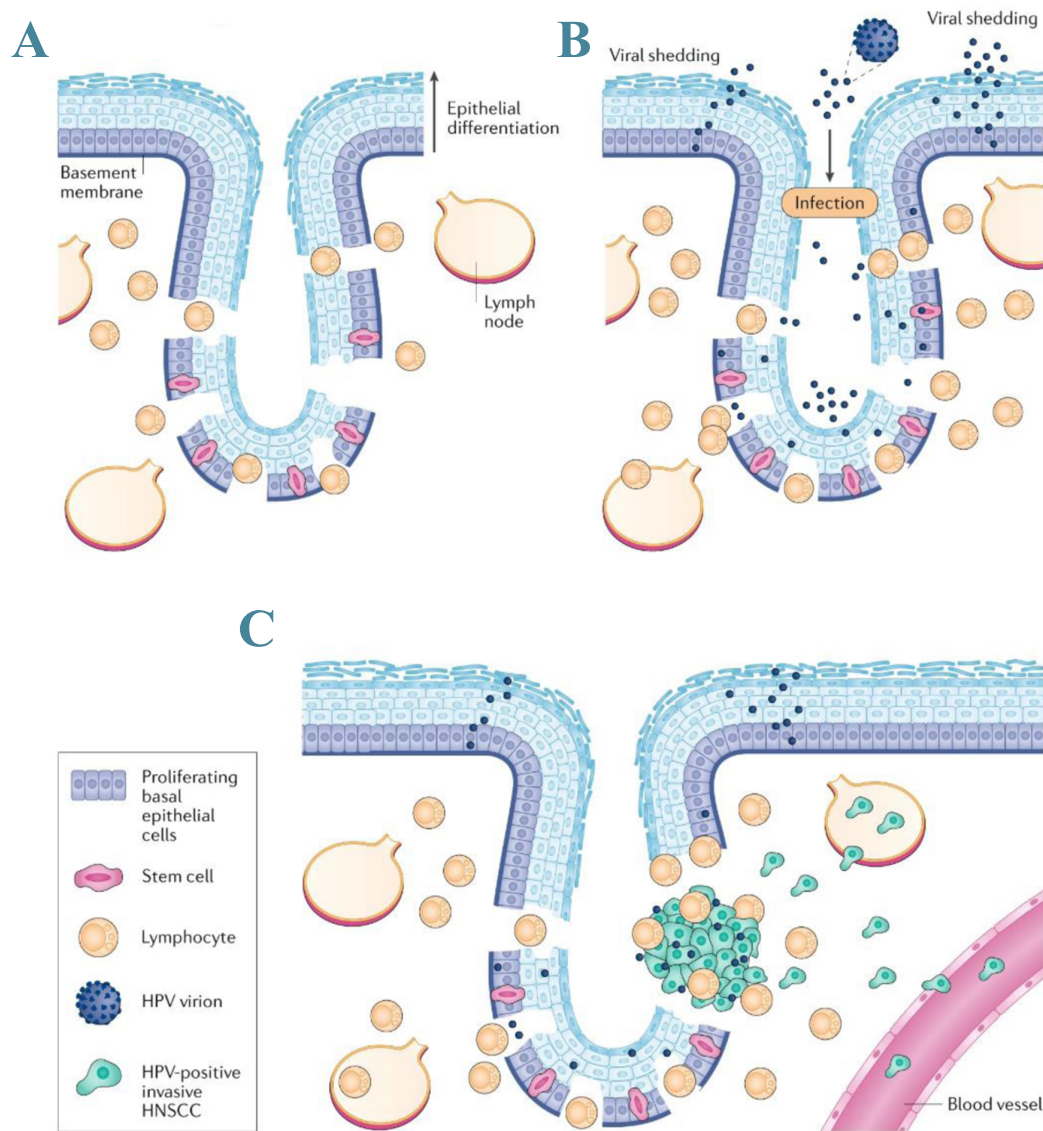 A
B
Viral shedding
Viral shedding
Epithelial
differentiation
Basement
membrane
Infection
Lymph
node
C
Proliferating
basal
epithelial
cells
Stem cell
Lymphocyte
HPV virion
HPV-positive
invasive
HNSCC
Blood vessel